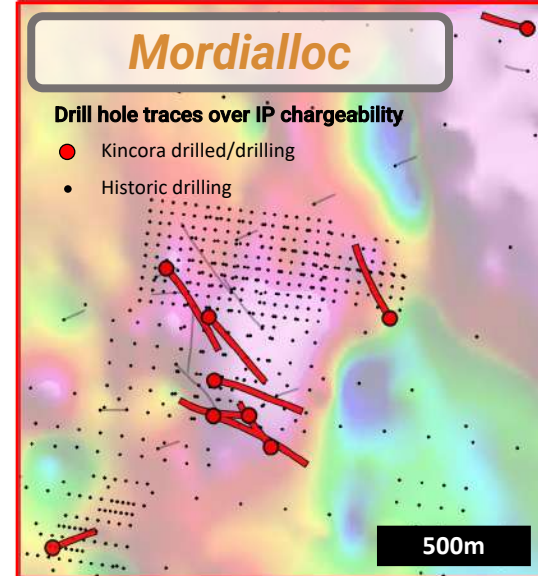 Mordialloc
Drill hole traces over IP chargeability
Kincora drilled/drilling
Historic drilling
500m